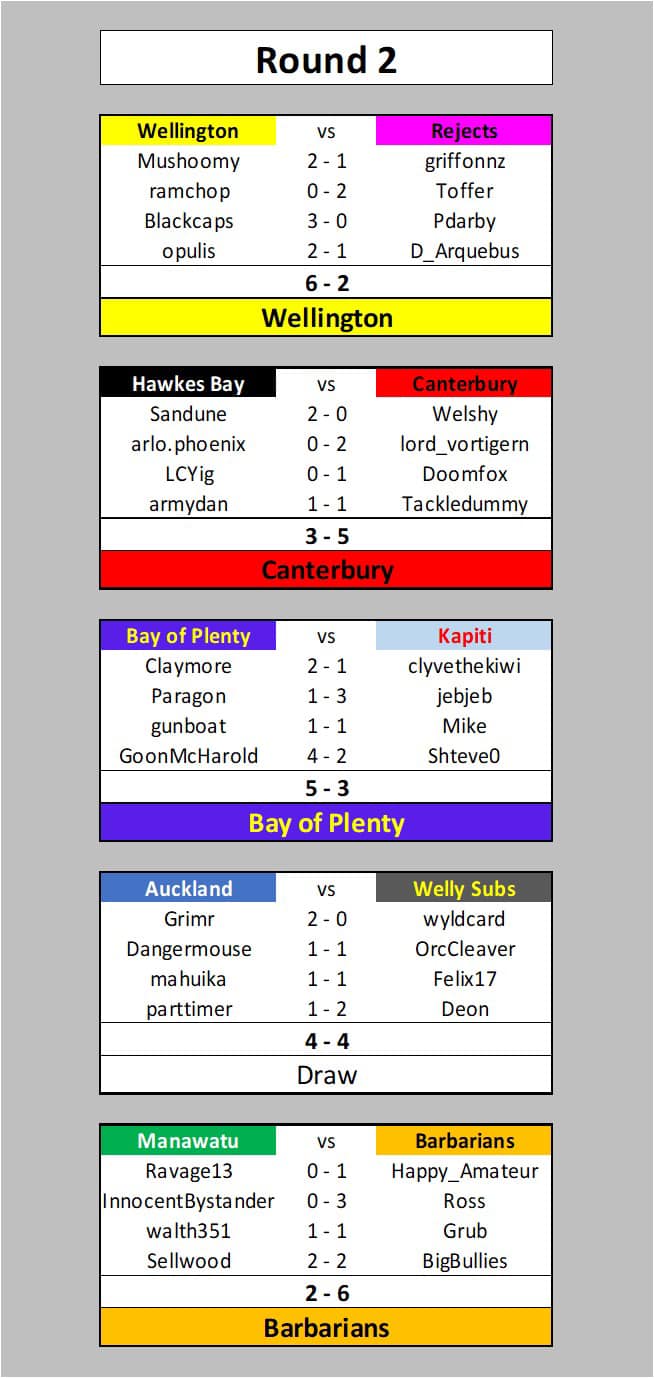 Round 2
Wellington vs Rejects
Mushoomy 2 - 1 griffonnz
ramchop 0 - 2 Toffer
Blackcaps 3 - 0 Pdarby
opulis 2 - 1 D_Arquebus
6 - 2
Wellington
Hawkes Bay vs Canterbury
Sandune 2 - 0 Welshy
arlo.phoenix 0 - 2 lord_vortigern
LCYig 0 - 1 Doomfox
armydan 1 - 1 Tackledummy
3 - 5
Canterbury
Bay of Plenty vs Kapiti
Claymore 2 - 1 clyvethekiwi
Paragon 1 - 3 jebjeb
gunboat 1 - 1 Mike
GoonMcHarold 4 - 2 Shteve0
5 - 3
Bay of Plenty
Auckland vs Welly Subs
Grimr 2 - 0 wyldcard
Dangermouse 1 - 1 OrcCleaver
mahuika 1 - 1 Felix17
parttimer 1 - 2 Deon
4 - 4
Draw
Manawatu vs Barbarians
Ravage13 0 - 1 Happy_Amateur
InnocentBystander 0 - 3 Ross
walth351 1 - 1 Grub
Sellwood 2 - 2 BigBullies
2 - 6
Barbarians